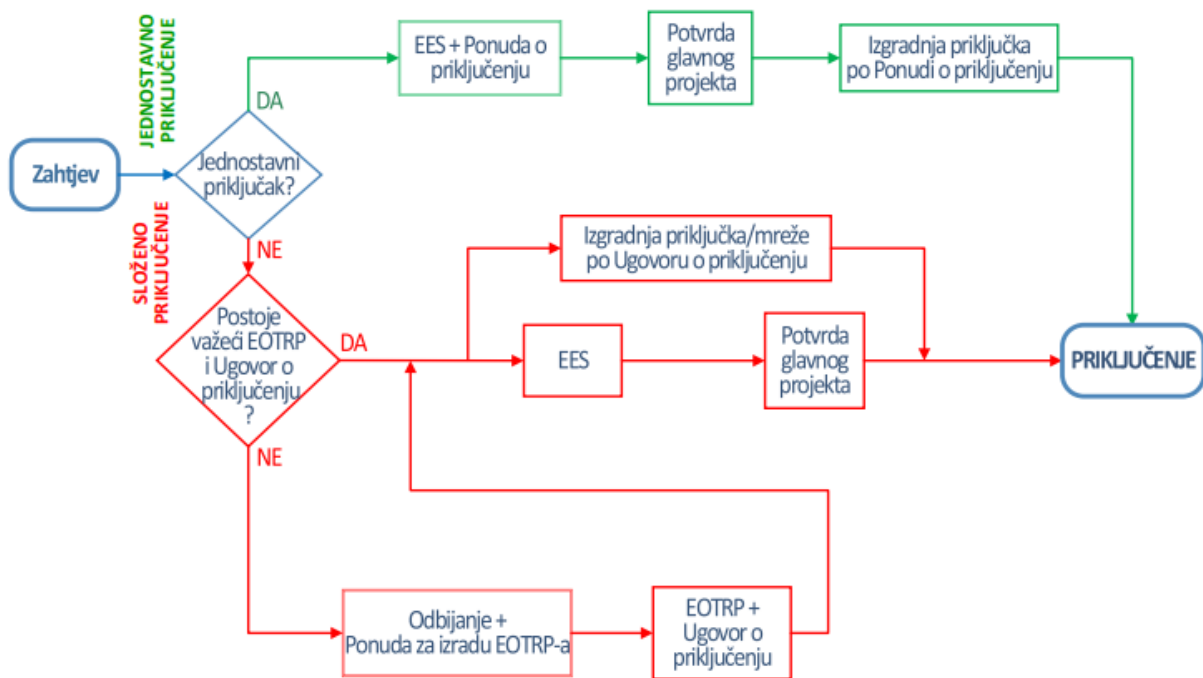 JEDNOSTAVNO
PRIKLJUČENJE
EES + Ponuda o
priključenju
Potvrda
glavnog
projekta
Izgradnja priključka
po Ponudi o priključenju
DA
Zahtjev
Jednostavni
priključak?
SLOŽENO
PRIKLJUČENJE
NE
Izgradnja priključka/mreže
po Ugovoru o priključenju
Postoje
važeći EOTRP
i Ugovor o
priključenju
?
DA
EES
Potvrda
glavnog
projekta
PRIKLJUČENJE
NE
Odbijanje +
Ponuda za izradu EOTRP-a
EOTRP +
Ugovor o
priključenju